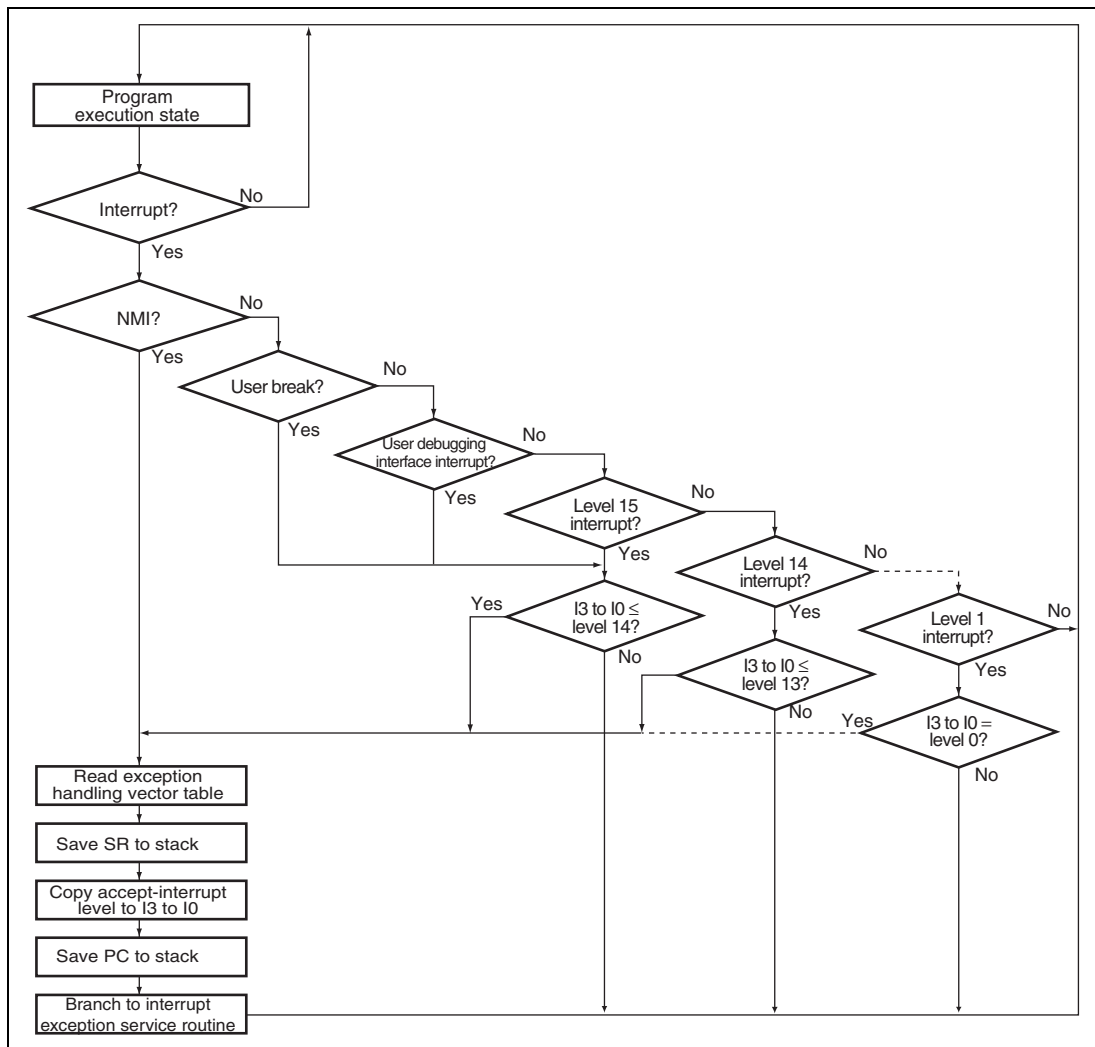 Program
execution state
No
Interrupt?
Yes
No
NMI?
Yes
No
User break?
Yes
No
User debugging
interface interrupt?
Yes
No
Level 15
interrupt?
Yes
No
Level 14
interrupt?
Yes
No
Level 1
interrupt?
Yes
Yes
I3 to I0 ≦
level 14?
No
I3 to I0 ≦
level 13?
No
Yes
I3 to I0 =
level 0?
No
Read exception
handling vector table
Save SR to stack
Copy accept-interrupt
level to I3 to I0
Save PC to stack
Branch to interrupt
exception service routine